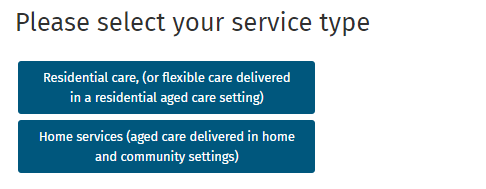 Please select your service type
Residential care, (or flexible care delivered
in a residential aged care setting)
Home services (aged care delivered in home
and community settings)